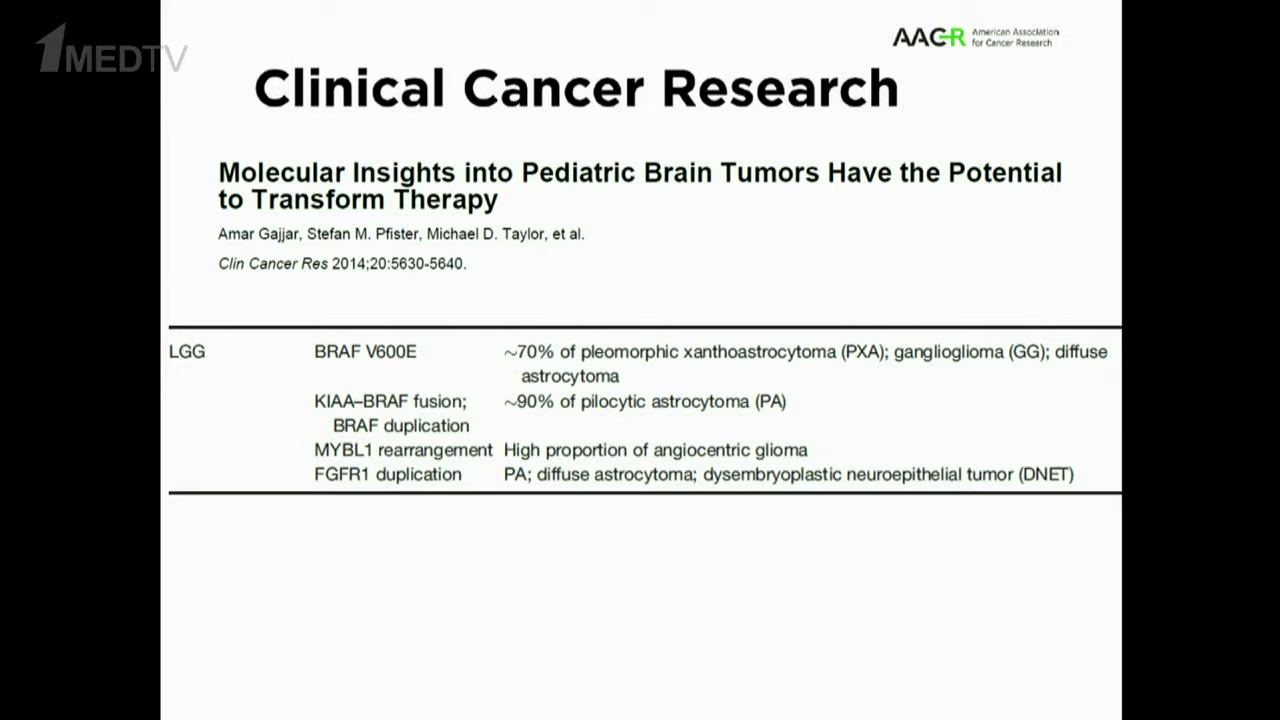 1MEDTV
AACR American Association
for Cancer Research
Clinical Cancer Research
Molecular Insights into Pediatric Brain Tumors Have the Potential
to Transform Therapy
Amar Gajjar, Stefan M. Pfister, Michael D. Taylor, et al.
Clin Cancer Res 2014;20:5630-5640.
LGG BRAF V600E ~70% of pleomorphic xanthoastrocytoma (PXA); ganglioglioma (GG); diffuse
astrocytoma
KIAA–BRAF fusion; ~90% of pilocytic astrocytoma (PA)
BRAF duplication
MYBL1 rearrangement High proportion of angiocentric glioma
FGFR1 duplication PA; diffuse astrocytoma; dysembryoplastic neuroepithelial tumor (DNET)